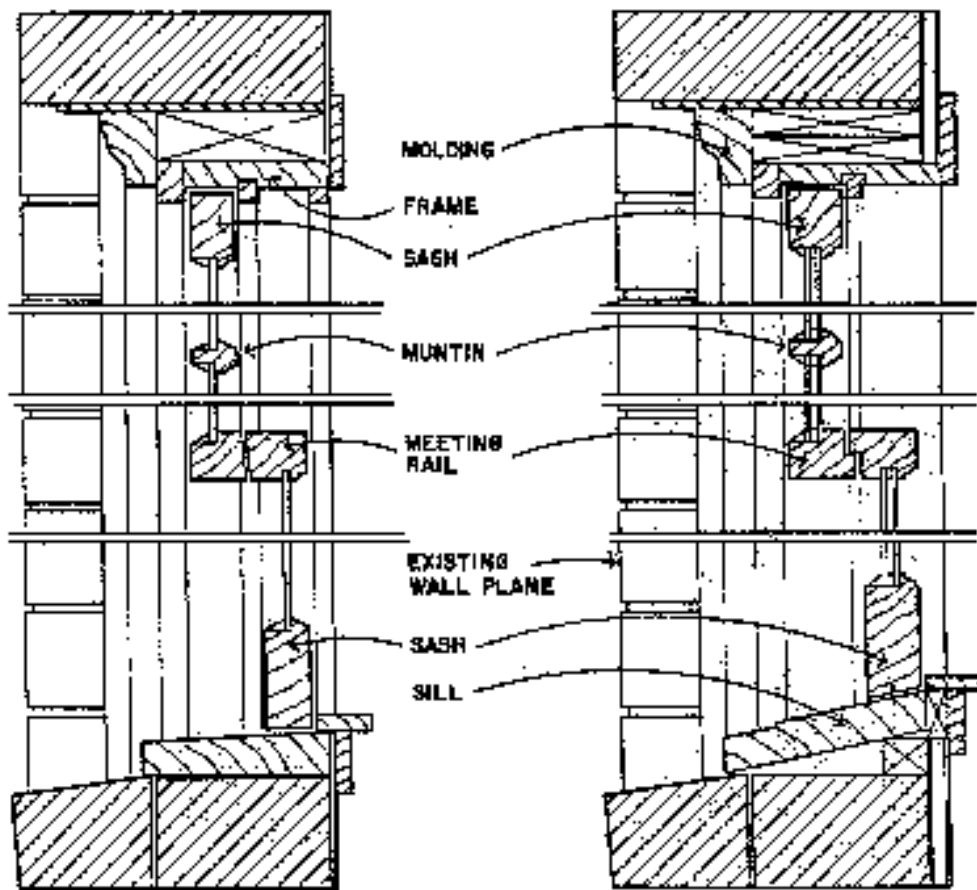 MOLDING
FRAME
SASH
MUNTIN
MEETING
RAIL
EXISTING
WALL PLANE
SASH
SILL